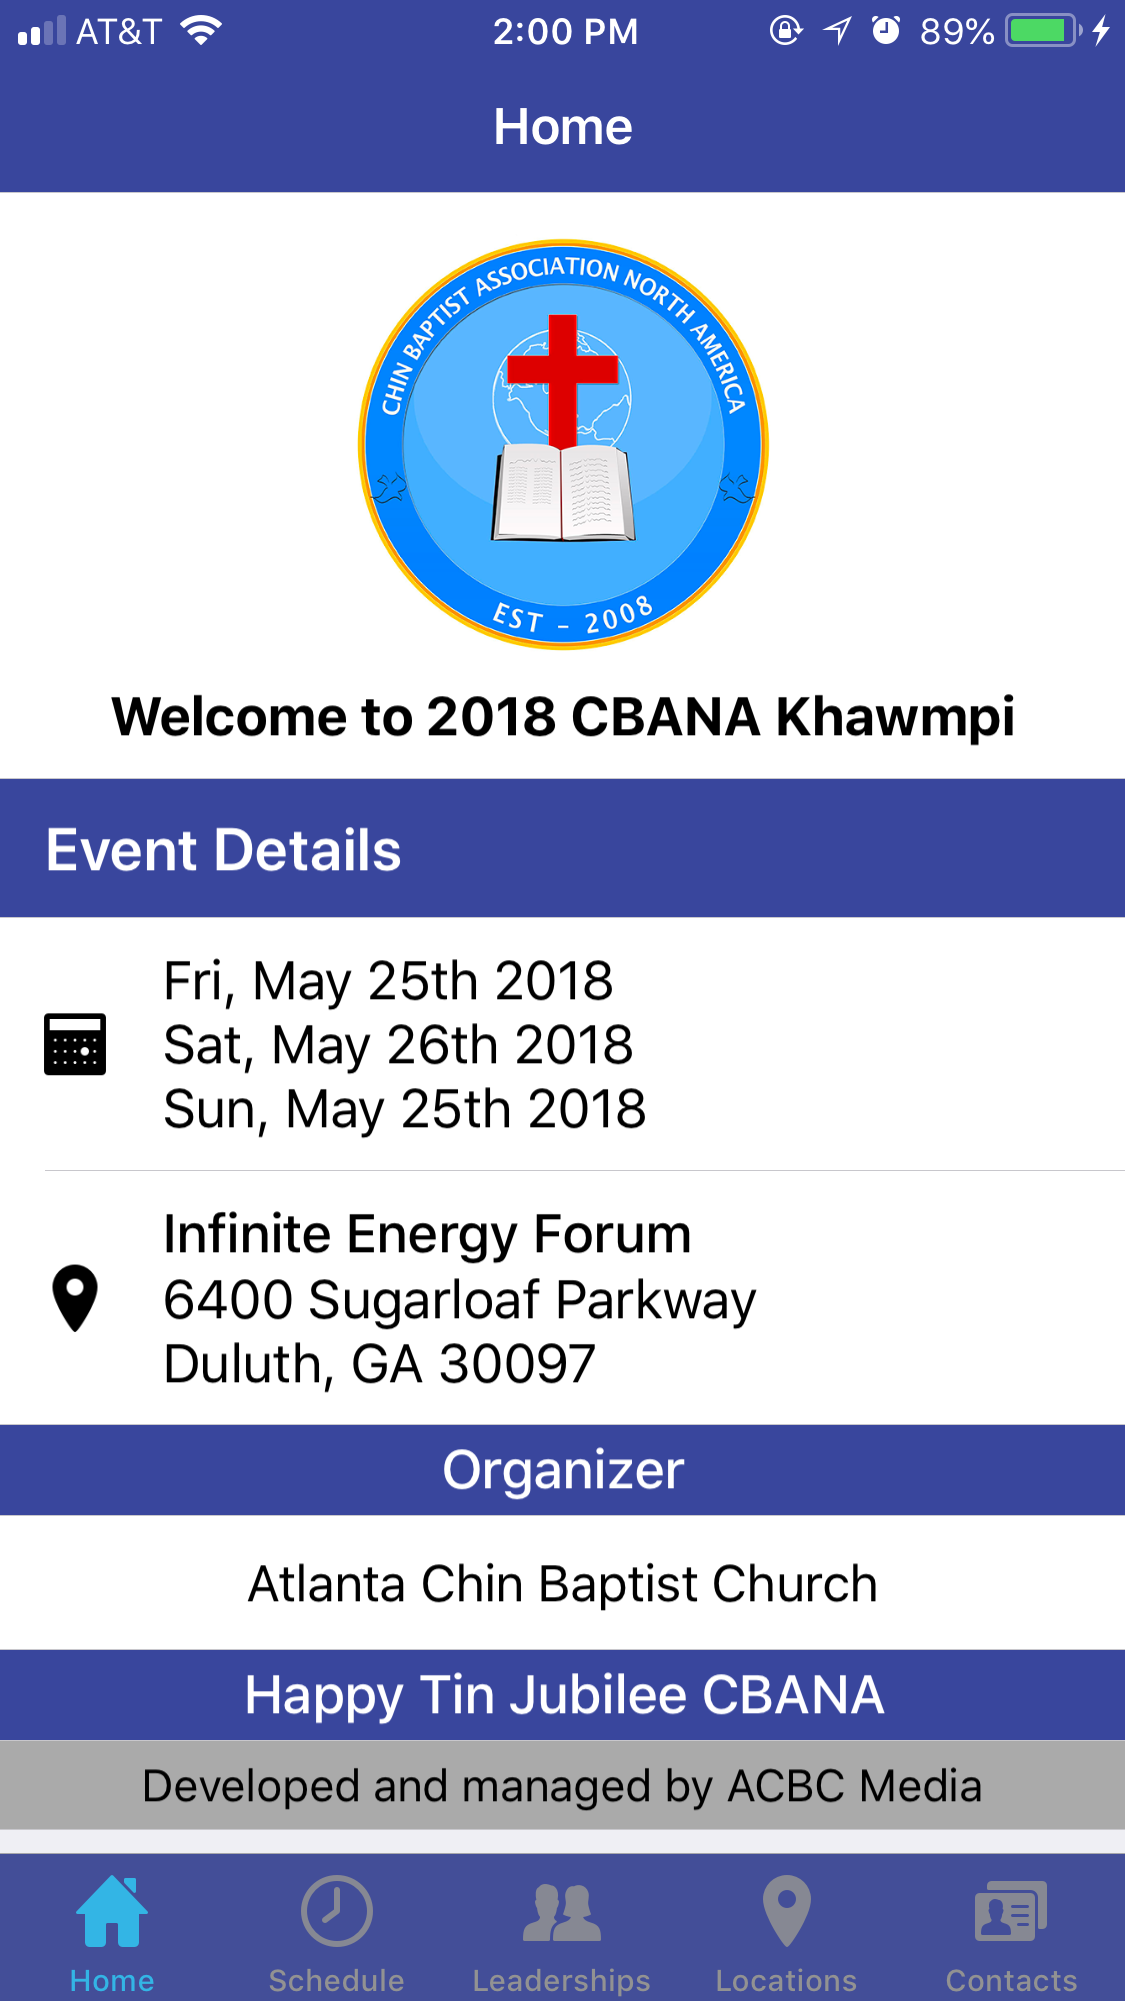 AT&T 2:00 PM 89%
Home
CHIN BAPTIST ASSOCIATION NORTH AMERICA
EST - 2008
Welcome to 2018 CBANA Khawmpi
Event Details
Fri, May 25th 2018
Sat, May 26th 2018
Sun, May 25th 2018
Infinite Energy Forum
6400 Sugarloaf Parkway
Duluth, GA 30097
Organizer
Atlanta Chin Baptist Church
Happy Tin Jubilee CBANA
Developed and managed by ACBC Media
Home Schedule Leaderships Locations Contacts